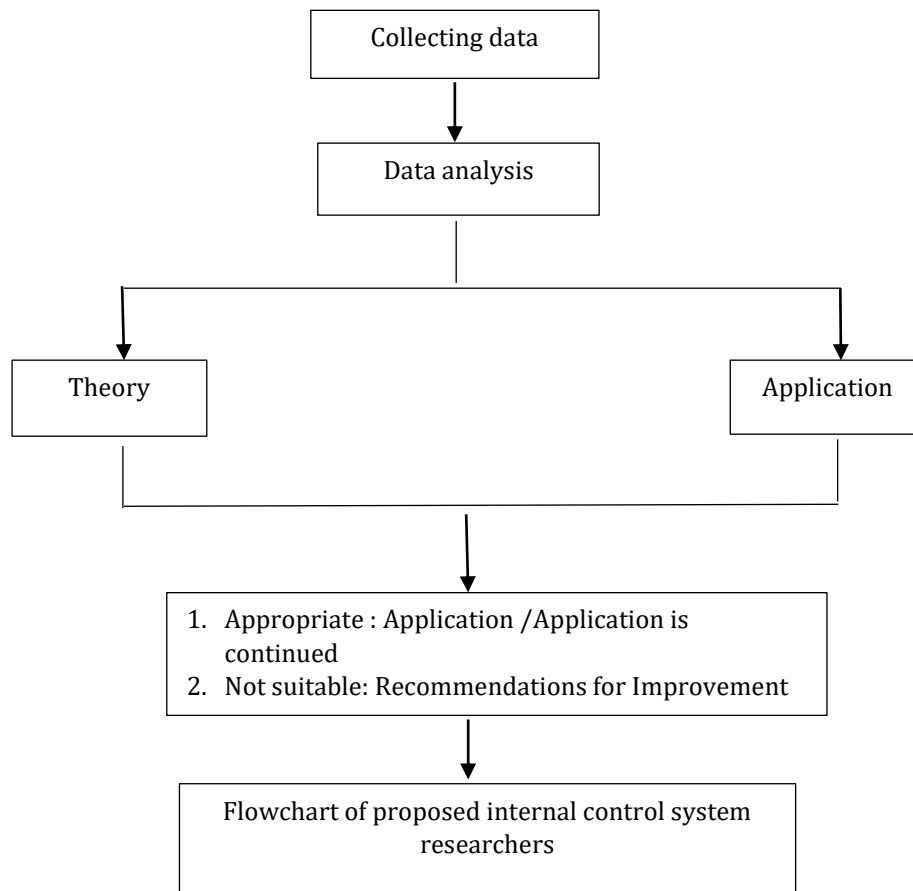 Collecting data
Data analysis
Theory
Application
1. Appropriate : Application /Application is
continued
2. Not suitable: Recommendations for Improvement
Flowchart of proposed internal control system
researchers